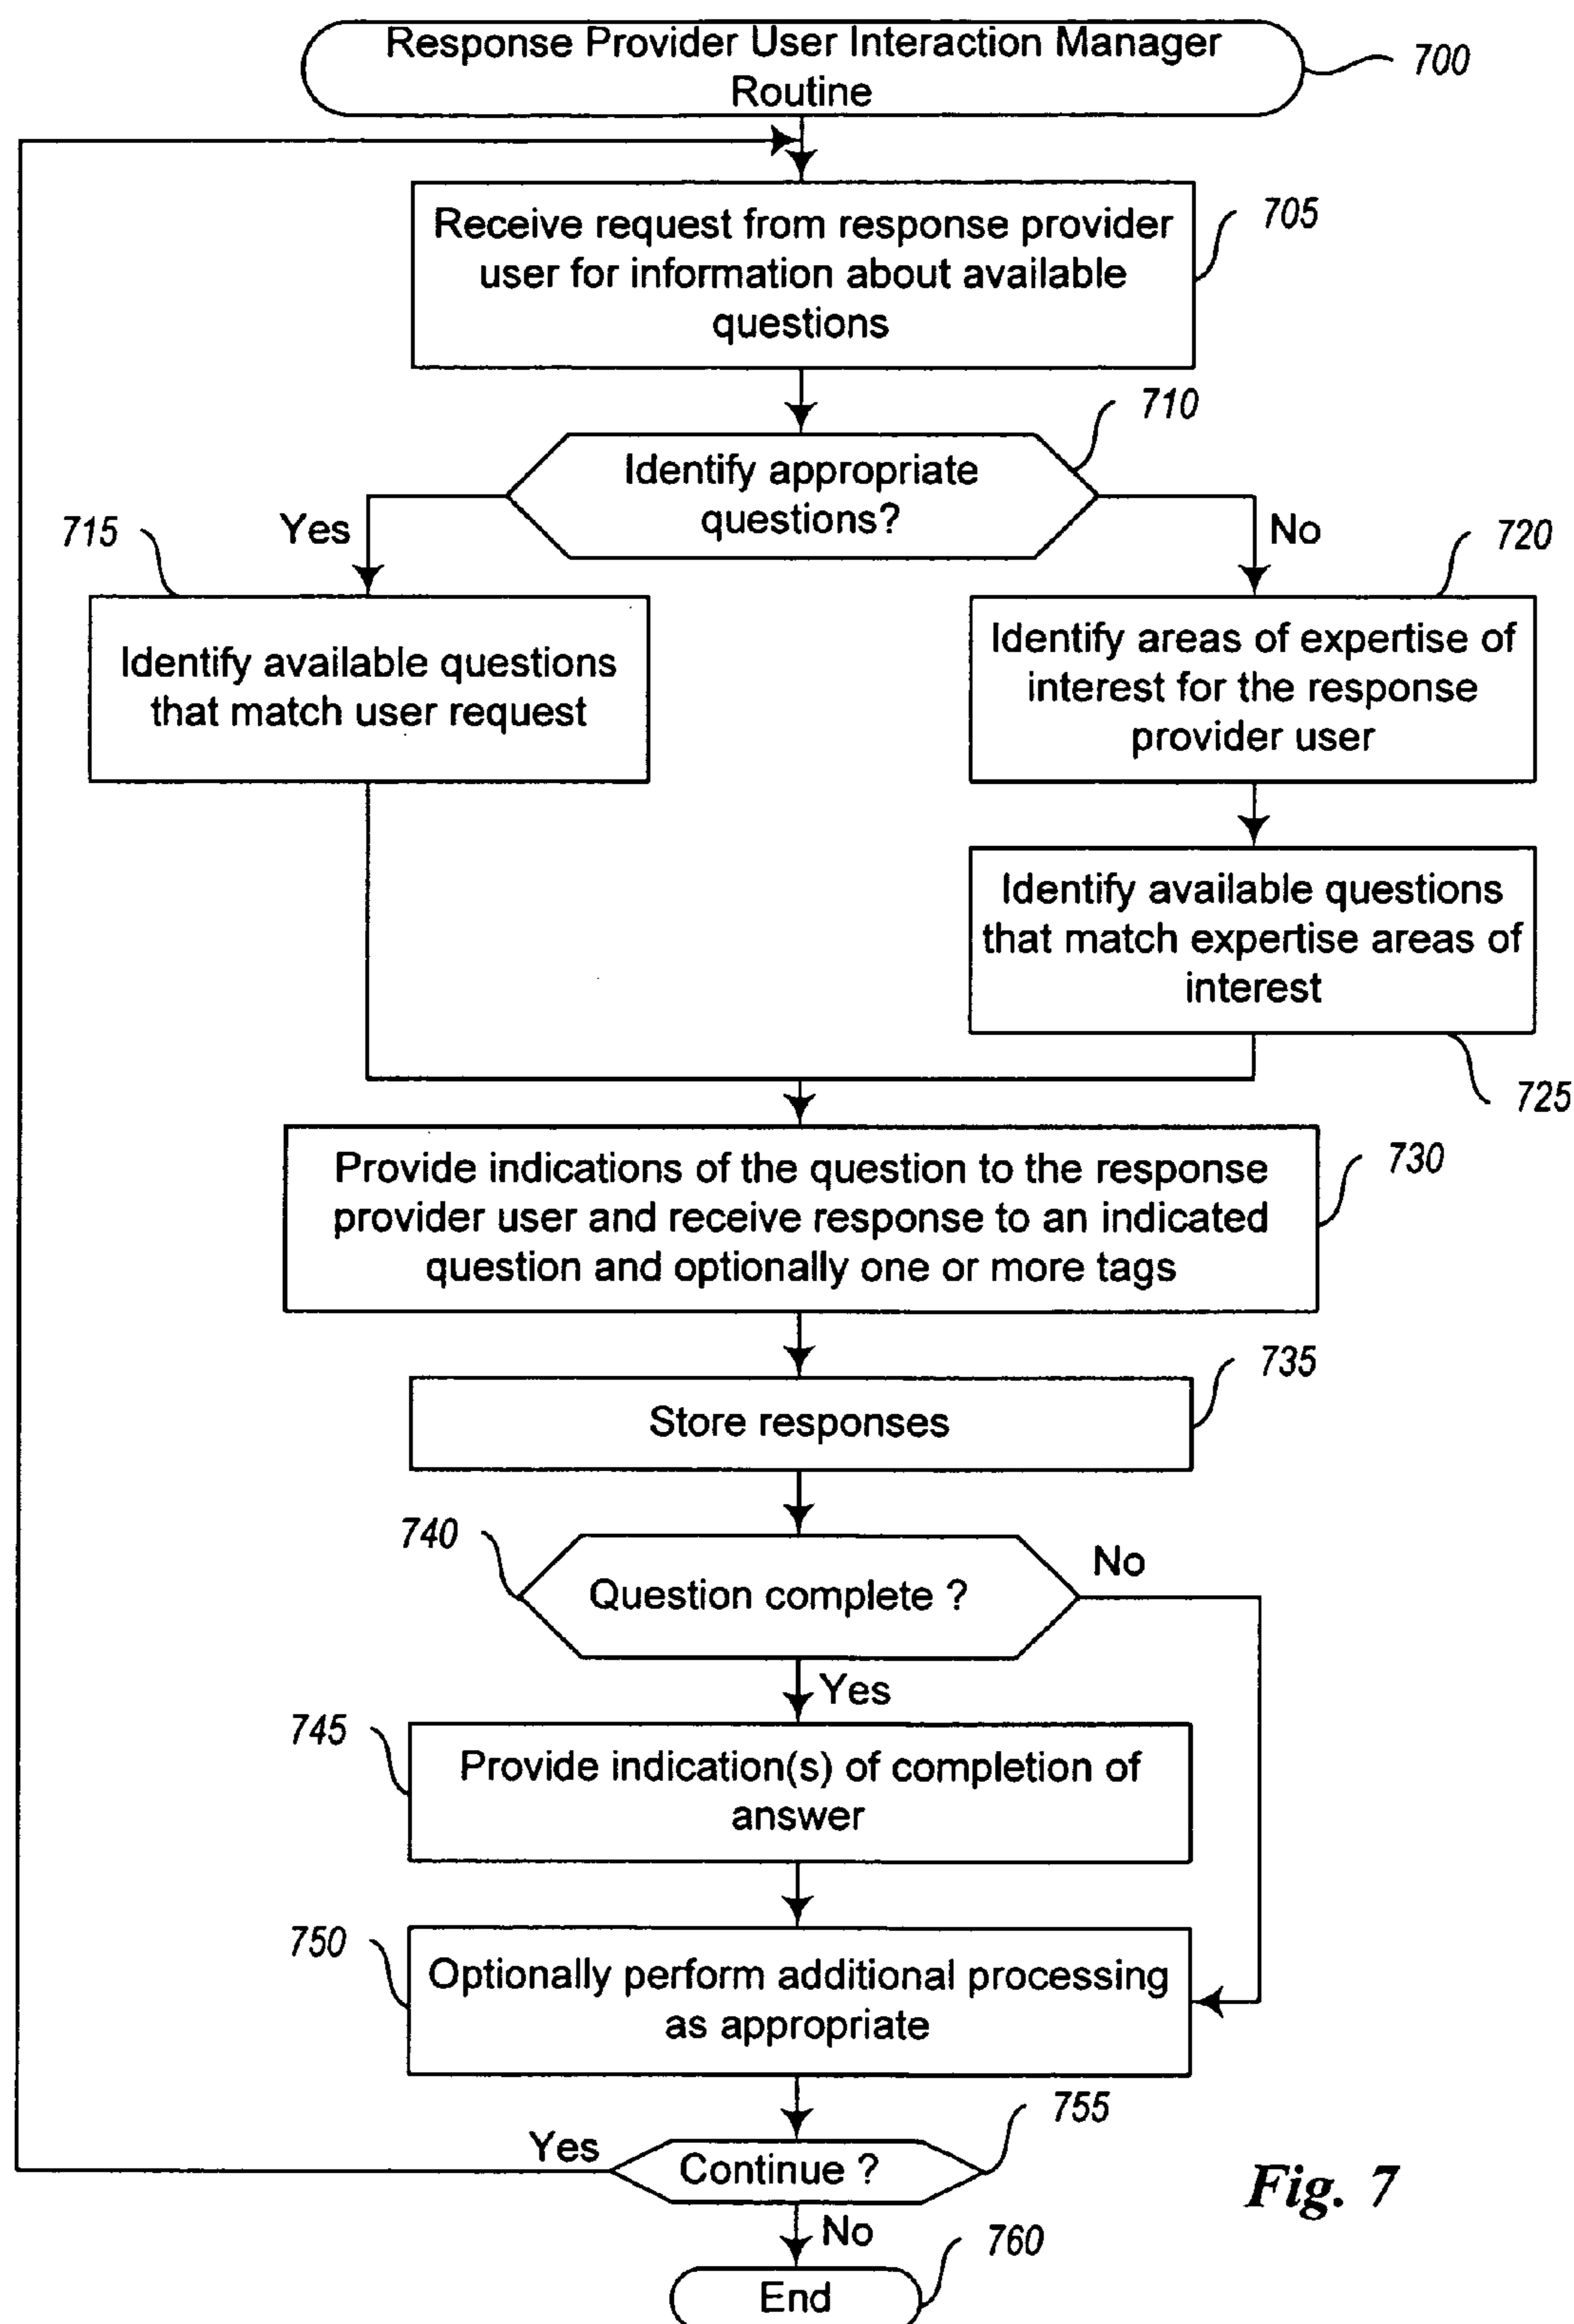 Response Provider User Interaction Manager
Routine
700
Receive request from response provider
user for information about available
questions
705
710
Identify appropriate
questions?
Yes
No
715
720
Identify available questions
that match user request
Identify areas of expertise of
interest for the response
provider user
Identify available questions
that match expertise areas of
interest
725
Provide indications of the question to the response
provider user and receive response to an indicated
question and optionally one or more tags
730
Store responses
735
740
Question complete ?
No
Yes
745
Provide indication(s) of completion of
answer
750
Optionally perform additional processing
as appropriate
755
Yes
Continue ?
No
760
End
Fig. 7